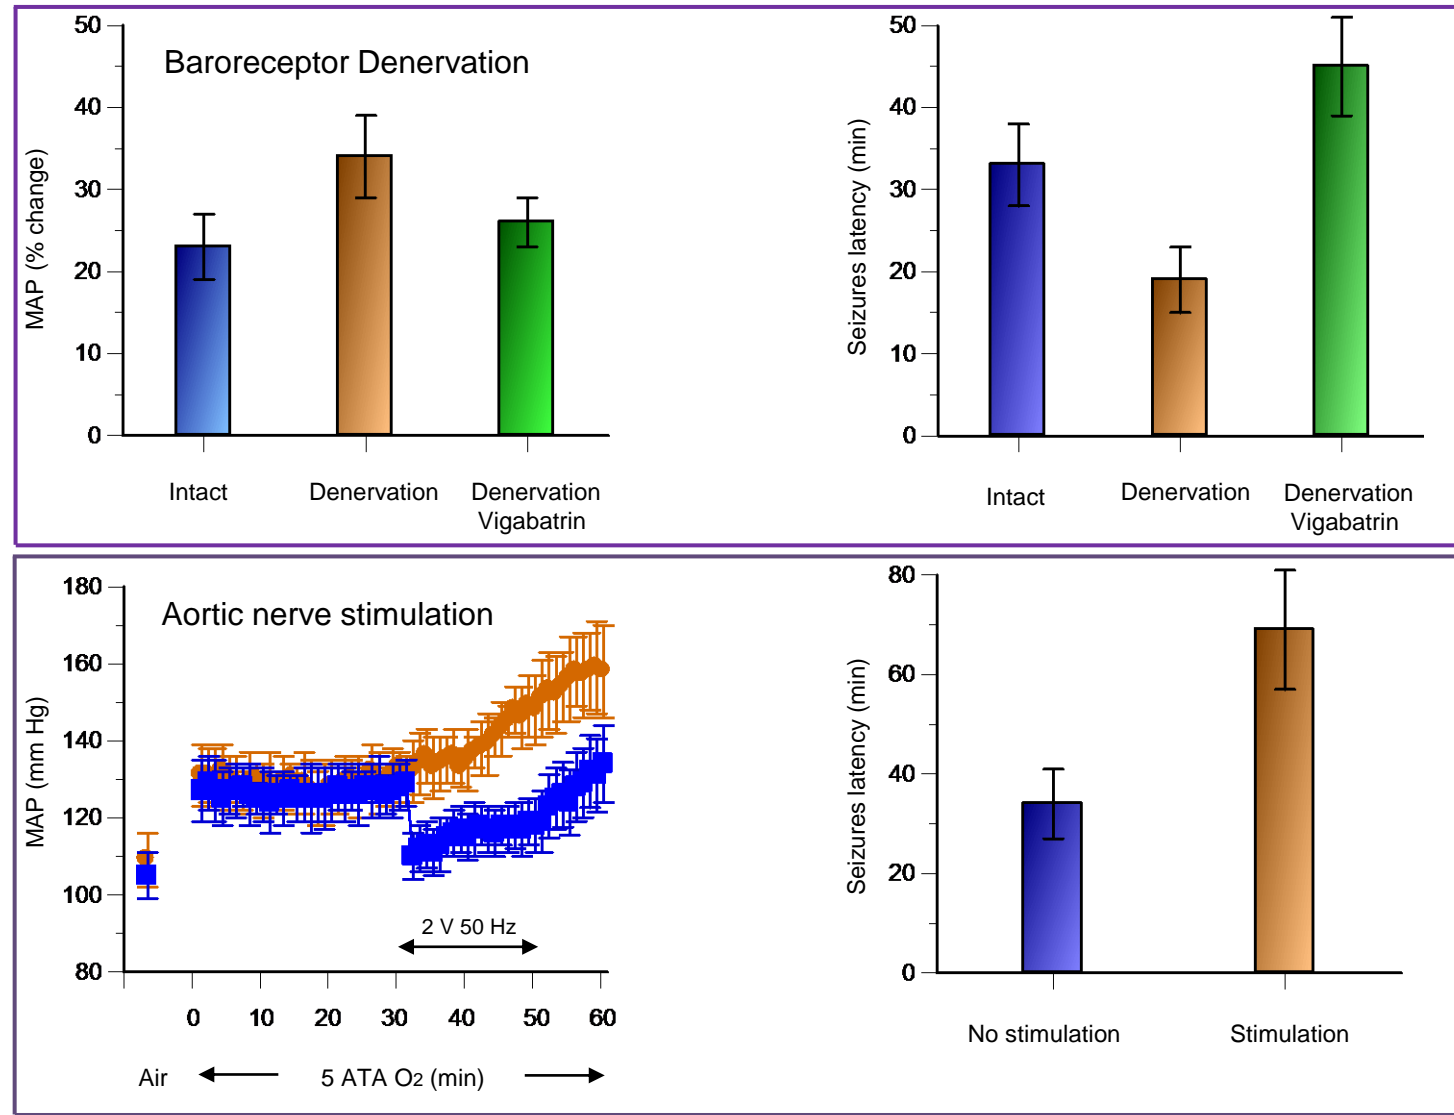 Baroreceptor Denervation
MAP (% change)
50
40
30
20
10
0
Intact
Denervation
Denervation
Vigabatrin
Seizures latency (min)
50
40
30
20
10
0
Intact
Denervation
Denervation
Vigabatrin
Aortic nerve stimulation
MAP (mm Hg)
180
160
140
120
100
80
2 V 50 Hz
0 10 20 30 40 50 60
Air
5 ATA O2 (min)
Seizures latency (min)
80
60
40
20
0
No stimulation
Stimulation